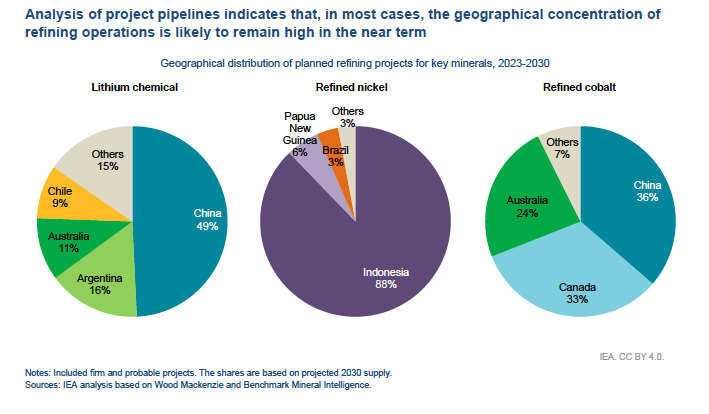 Analysis of project pipelines indicates that, in most cases, the geographical concentration of
refining operations is likely to remain high in the near term
Geographical distribution of planned refining projects for key minerals, 2023-2030
Lithium chemical
Others
15%
Chile
9%
Australia
11%
Argentina
16%
China
49%
Refined nickel
Papua
New
Guinea
6%
Brazil
3%
Others
3%
Indonesia
88%
Refined cobalt
Others
7%
Australia
24%
China
36%
Canada
33%
IEA. CC BY 4.0.
Notes: Included firm and probable projects. The shares are based on projected 2030 supply.
Sources: IEA analysis based on Wood Mackenzie and Benchmark Mineral Intelligence.